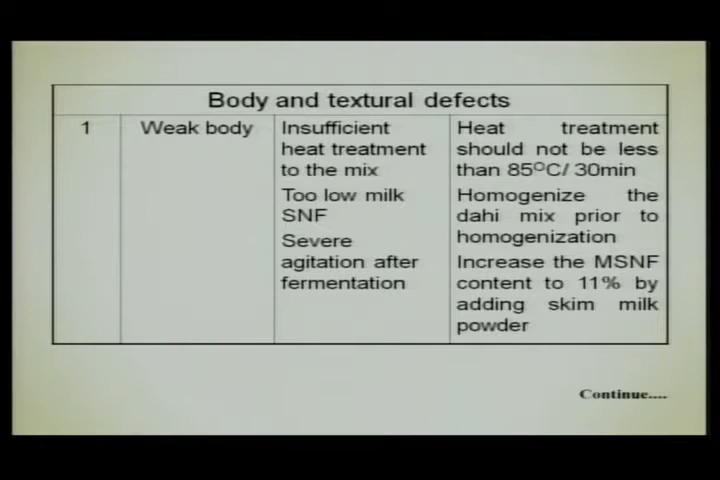 Body and textural defects
1 Weak body Insufficient Heat treatment
heat treatment should not be less
to the mix than 85⁰C/ 30min
Too low milk Homogenize the
SNF dahi mix prior to
Severe homogenization
agitation after Increase the MSNF
fermentation content to 11% by
adding skim milk
powder
Continue....